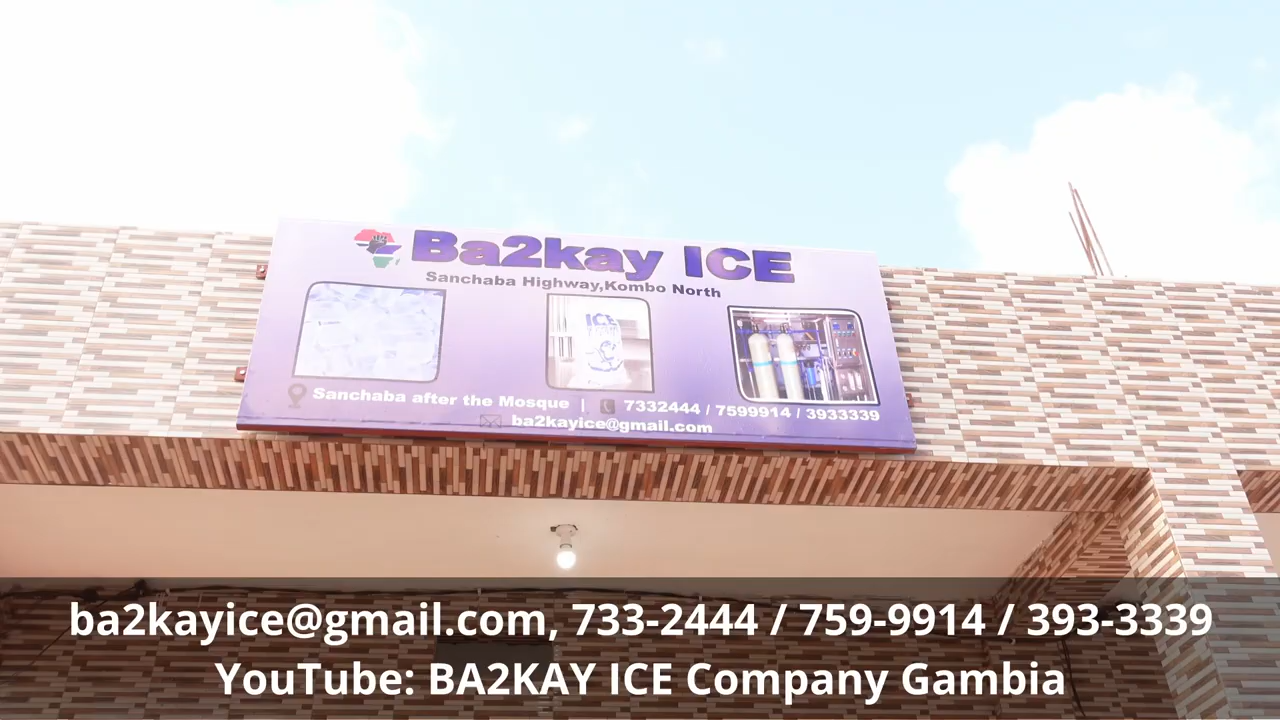 Ba2kay ICE
Sanchaba Highway,Kombo North
ICE
Sanchaba after the Mosque | 7332444 / 7599914 / 3933339
ba2kayice@gmail.com
ba2kayice@gmail.com, 733-2444 / 759-9914 / 393-3339
YouTube: BA2KAY ICE Company Gambia